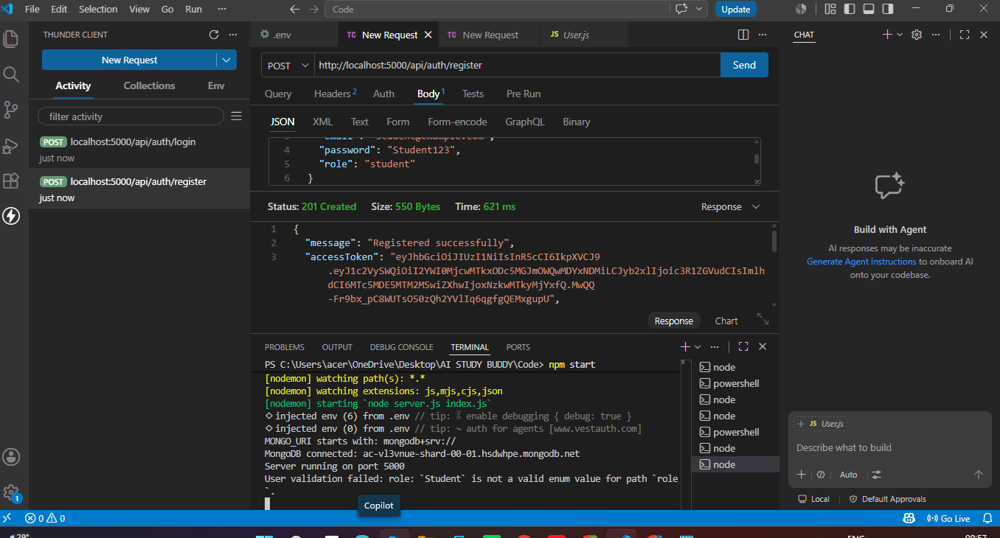 File Edit Selection View Go Run ··· Code Update
THUNDER CLIENT
New Request
Activity Collections Env
filter activity
POST localhost:5000/api/auth/login
just now
POST localhost:5000/api/auth/register
just now
.env TC New Request TC New Request JS User.js
POST http://localhost:5000/api/auth/register Send
Query Headers 2 Auth Body 1 Tests Pre Run
JSON XML Text Form Form-encode GraphQL Binary
4 "password": "Student123",
5 "role": "student"
6 }
Status: 201 Created Size: 550 Bytes Time: 621 ms Response
1 {
2 "message": "Registered successfully",
3 "accessToken": "eyJhbGciOiJIUzI1NiIsInR5cCI6IkpXVCJ9
.eyJ1c2VySWQiOiI2YWI0MjcwMTkxODc5MGJmOWQwMDYxNDMiLCJyb2xlIjoic3R1ZGVudCIsImlh
dCI6MTc5MDE5MTM2MSwiZXhwIjoxNzkwMTkyMjYxfQ.MwQQ
-Fr9bx_pC8WUTsO50zQh2YVlIq6qgfgQEMxgupU",
Response Chart
PROBLEMS OUTPUT DEBUG CONSOLE TERMINAL PORTS
PS C:\Users\acer\OneDrive\Desktop\AI STUDY BUDDY\Code> npm start
[nodemon] watching path(s): *.*
[nodemon] watching extensions: js,mjs,cjs,json
[nodemon] starting `node server.js index.js`
◇ injected env (6) from .env // tip: enable debugging { debug: true }
◇ injected env (0) from .env // tip: auth for agents [www.vestauth.com]
MONGO_URI starts with: mongodb+srv://
MongoDB connected: ac-vl3vnue-shard-00-01.hsdwhpe.mongodb.net
Server running on port 5000
User validation failed: role: `Student` is not a valid enum value for path `role
`.
node
powershell
node
node
powershell
node
node
Copilot
CHAT
Build with Agent
AI responses may be inaccurate
Generate Agent Instructions to onboard AI
onto your codebase.
JS User.js
Describe what to build
Auto
Local Default Approvals
1
0 0 Go Live
29°
ENG